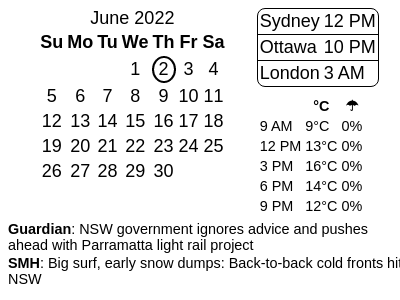 June 2022
Su Mo Tu We Th Fr Sa
1 2 3 4
5 6 7 8 9 10 11
12 13 14 15 16 17 18
19 20 21 22 23 24 25
26 27 28 29 30
Sydney 12 PM
Ottawa 10 PM
London 3 AM
°C ☂
9 AM 9°C 0%
12 PM 13°C 0%
3 PM 16°C 0%
6 PM 14°C 0%
9 PM 12°C 0%
Guardian: NSW government ignores advice and pushes
ahead with Parramatta light rail project
SMH: Big surf, early snow dumps: Back-to-back cold fronts hit
NSW